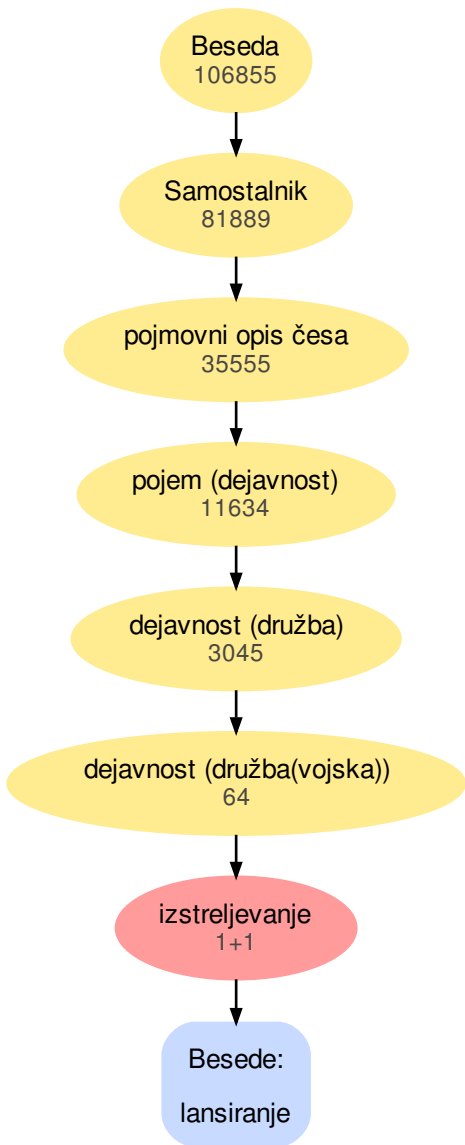 Beseda
106855
Samostalnik
81889
pojmovni opis česa
35555
pojem (dejavnost)
11634
dejavnost (družba)
3045
dejavnost (družba(vojska))
64
izstreljevanje
1+1
Besede:
lansiranje